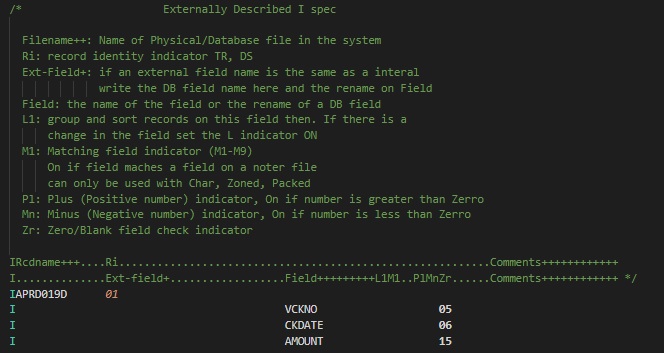 /*                      Externally Described I spec
  Filename++: Name of Physical/Database file in the system
  Ri: record identity indicator TR, DS
  Ext-Field+: if an external field name is the same as a interal
              write the DB field name here and the rename on Field
  Field: the name of the field or the rename of a DB field
  L1: group and sort records on this field then. If there is a
      change in the field set the L indicator ON
  M1: Matching field indicator (M1-M9)
      On if field maches a field on a noter file
      can only be used with Char, Zoned, Packed
  Pl: Plus (Positive number) indicator, On if number is greater than Zerro
  Mn: Minus (Negative number) indicator, On if number is less than Zerro
  Zr: Zero/Blank field check indicator
IRcdname+++....Ri..........................................................Comments++++++++++++
I..............Ext-field+..................Field+++++++++L1M1..PlMnZr......Comments++++++++++++ */
IAPRD019D      01
I                                          VCKNO                   05
I                                          CKDATE                  06
I                                          AMOUNT                  15